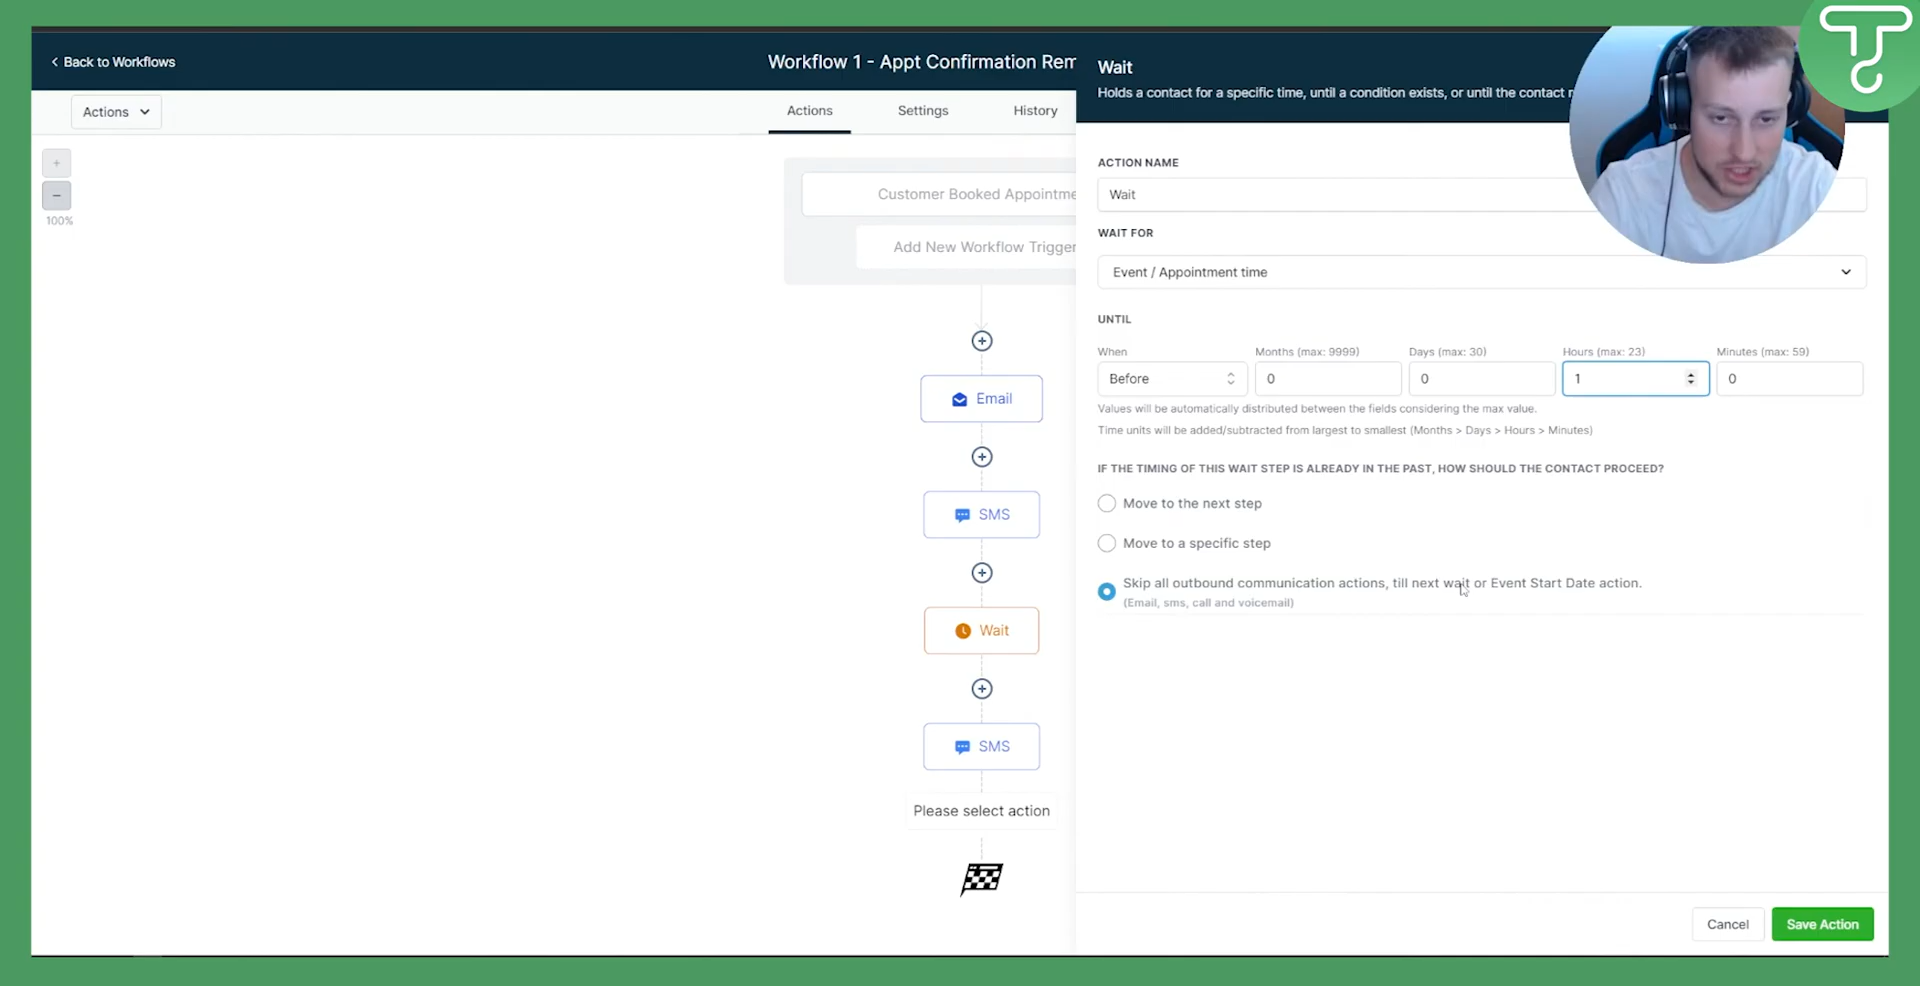 Back to Workflows
Workflow 1 - Appt Confirmation Rem
Wait
Holds a contact for a specific time, until a condition exists, or until the contact
Actions
Actions
Settings
History
100%
Customer Booked Appointme
Add New Workflow Trigger
Email
SMS
Wait
SMS
Please select action
ACTION NAME
Wait
WAIT FOR
Event / Appointment time
UNTIL
When
Months (max: 9999)
Days (max: 30)
Hours (max: 23)
Minutes (max: 59)
Before
0
0
1
0
Values will be automatically distributed between the fields considering the max value.
Time units will be added/subtracted from largest to smallest (Months > Days > Hours > Minutes)
IF THE TIMING OF THIS WAIT STEP IS ALREADY IN THE PAST, HOW SHOULD THE CONTACT PROCEED?
Move to the next step
Move to a specific step
Skip all outbound communication actions, till next wait or Event Start Date action.
(Email, sms, call and voicemail)
Cancel
Save Action